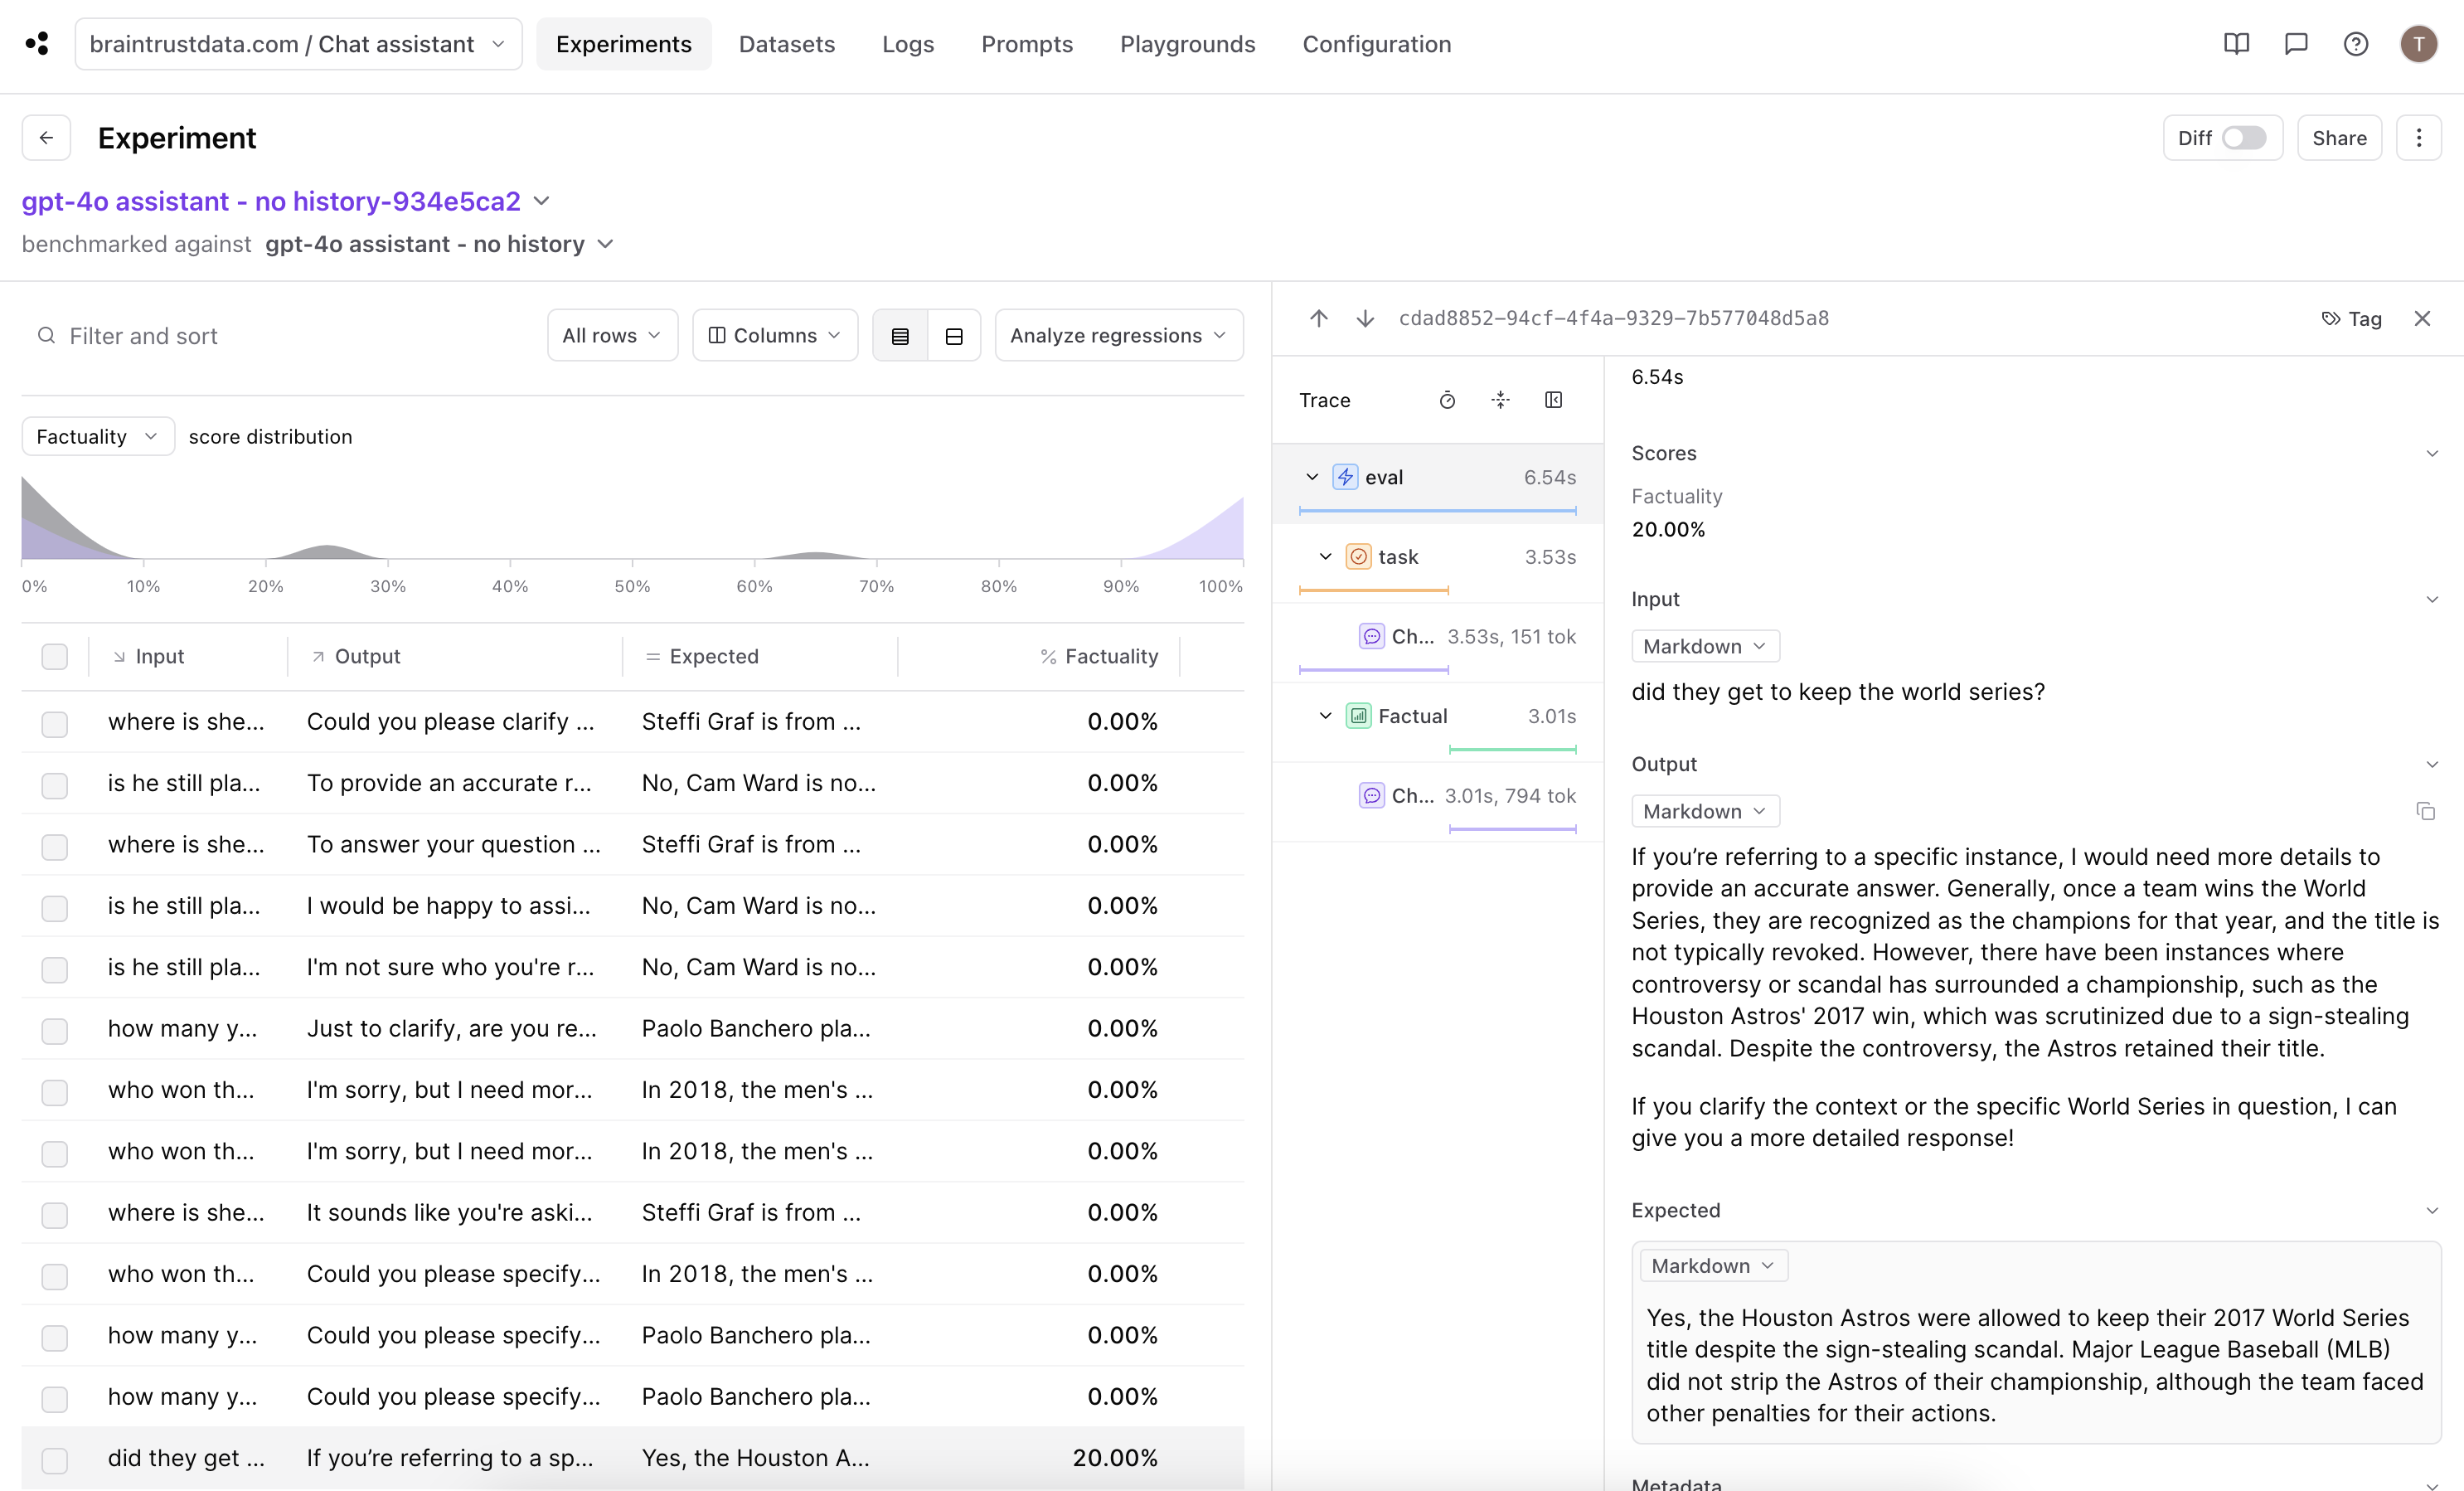 braintrustdata.com / Chat assistant
Experiments
Datasets
Logs
Prompts
Playgrounds
Configuration
T
Experiment
Diff
Share
gpt-4o assistant - no history-934e5ca2
benchmarked against gpt-4o assistant - no history
Filter and sort
All rows
Columns
Analyze regressions
Factuality score distribution
0% 10% 20% 30% 40% 50% 60% 70% 80% 90% 100%
Input Output Expected % Factuality
where is she... Could you please clarify ... Steffi Graf is from ... 0.00%
is he still pla... To provide an accurate r... No, Cam Ward is no... 0.00%
where is she... To answer your question ... Steffi Graf is from ... 0.00%
is he still pla... I would be happy to assi... No, Cam Ward is no... 0.00%
is he still pla... I'm not sure who you're r... No, Cam Ward is no... 0.00%
how many y... Just to clarify, are you re... Paolo Banchero pla... 0.00%
who won th... I'm sorry, but I need mor... In 2018, the men's ... 0.00%
who won th... I'm sorry, but I need mor... In 2018, the men's ... 0.00%
where is she... It sounds like you're aski... Steffi Graf is from ... 0.00%
who won th... Could you please specify... In 2018, the men's ... 0.00%
how many y... Could you please specify... Paolo Banchero pla... 0.00%
how many y... Could you please specify... Paolo Banchero pla... 0.00%
did they get ... If you’re referring to a sp... Yes, the Houston A... 20.00%
cdad8852-94cf-4f4a-9329-7b577048d5a8
Tag
Trace
eval 6.54s
task 3.53s
Ch... 3.53s, 151 tok
Factual 3.01s
Ch... 3.01s, 794 tok
6.54s
Scores
Factuality
20.00%
Input
Markdown
did they get to keep the world series?
Output
Markdown
If you’re referring to a specific instance, I would need more details to
provide an accurate answer. Generally, once a team wins the World
Series, they are recognized as the champions for that year, and the title is
not typically revoked. However, there have been instances where
controversy or scandal has surrounded a championship, such as the
Houston Astros' 2017 win, which was scrutinized due to a sign-stealing
scandal. Despite the controversy, the Astros retained their title.
If you clarify the context or the specific World Series in question, I can
give you a more detailed response!
Expected
Markdown
Yes, the Houston Astros were allowed to keep their 2017 World Series
title despite the sign-stealing scandal. Major League Baseball (MLB)
did not strip the Astros of their championship, although the team faced
other penalties for their actions.
Metadata